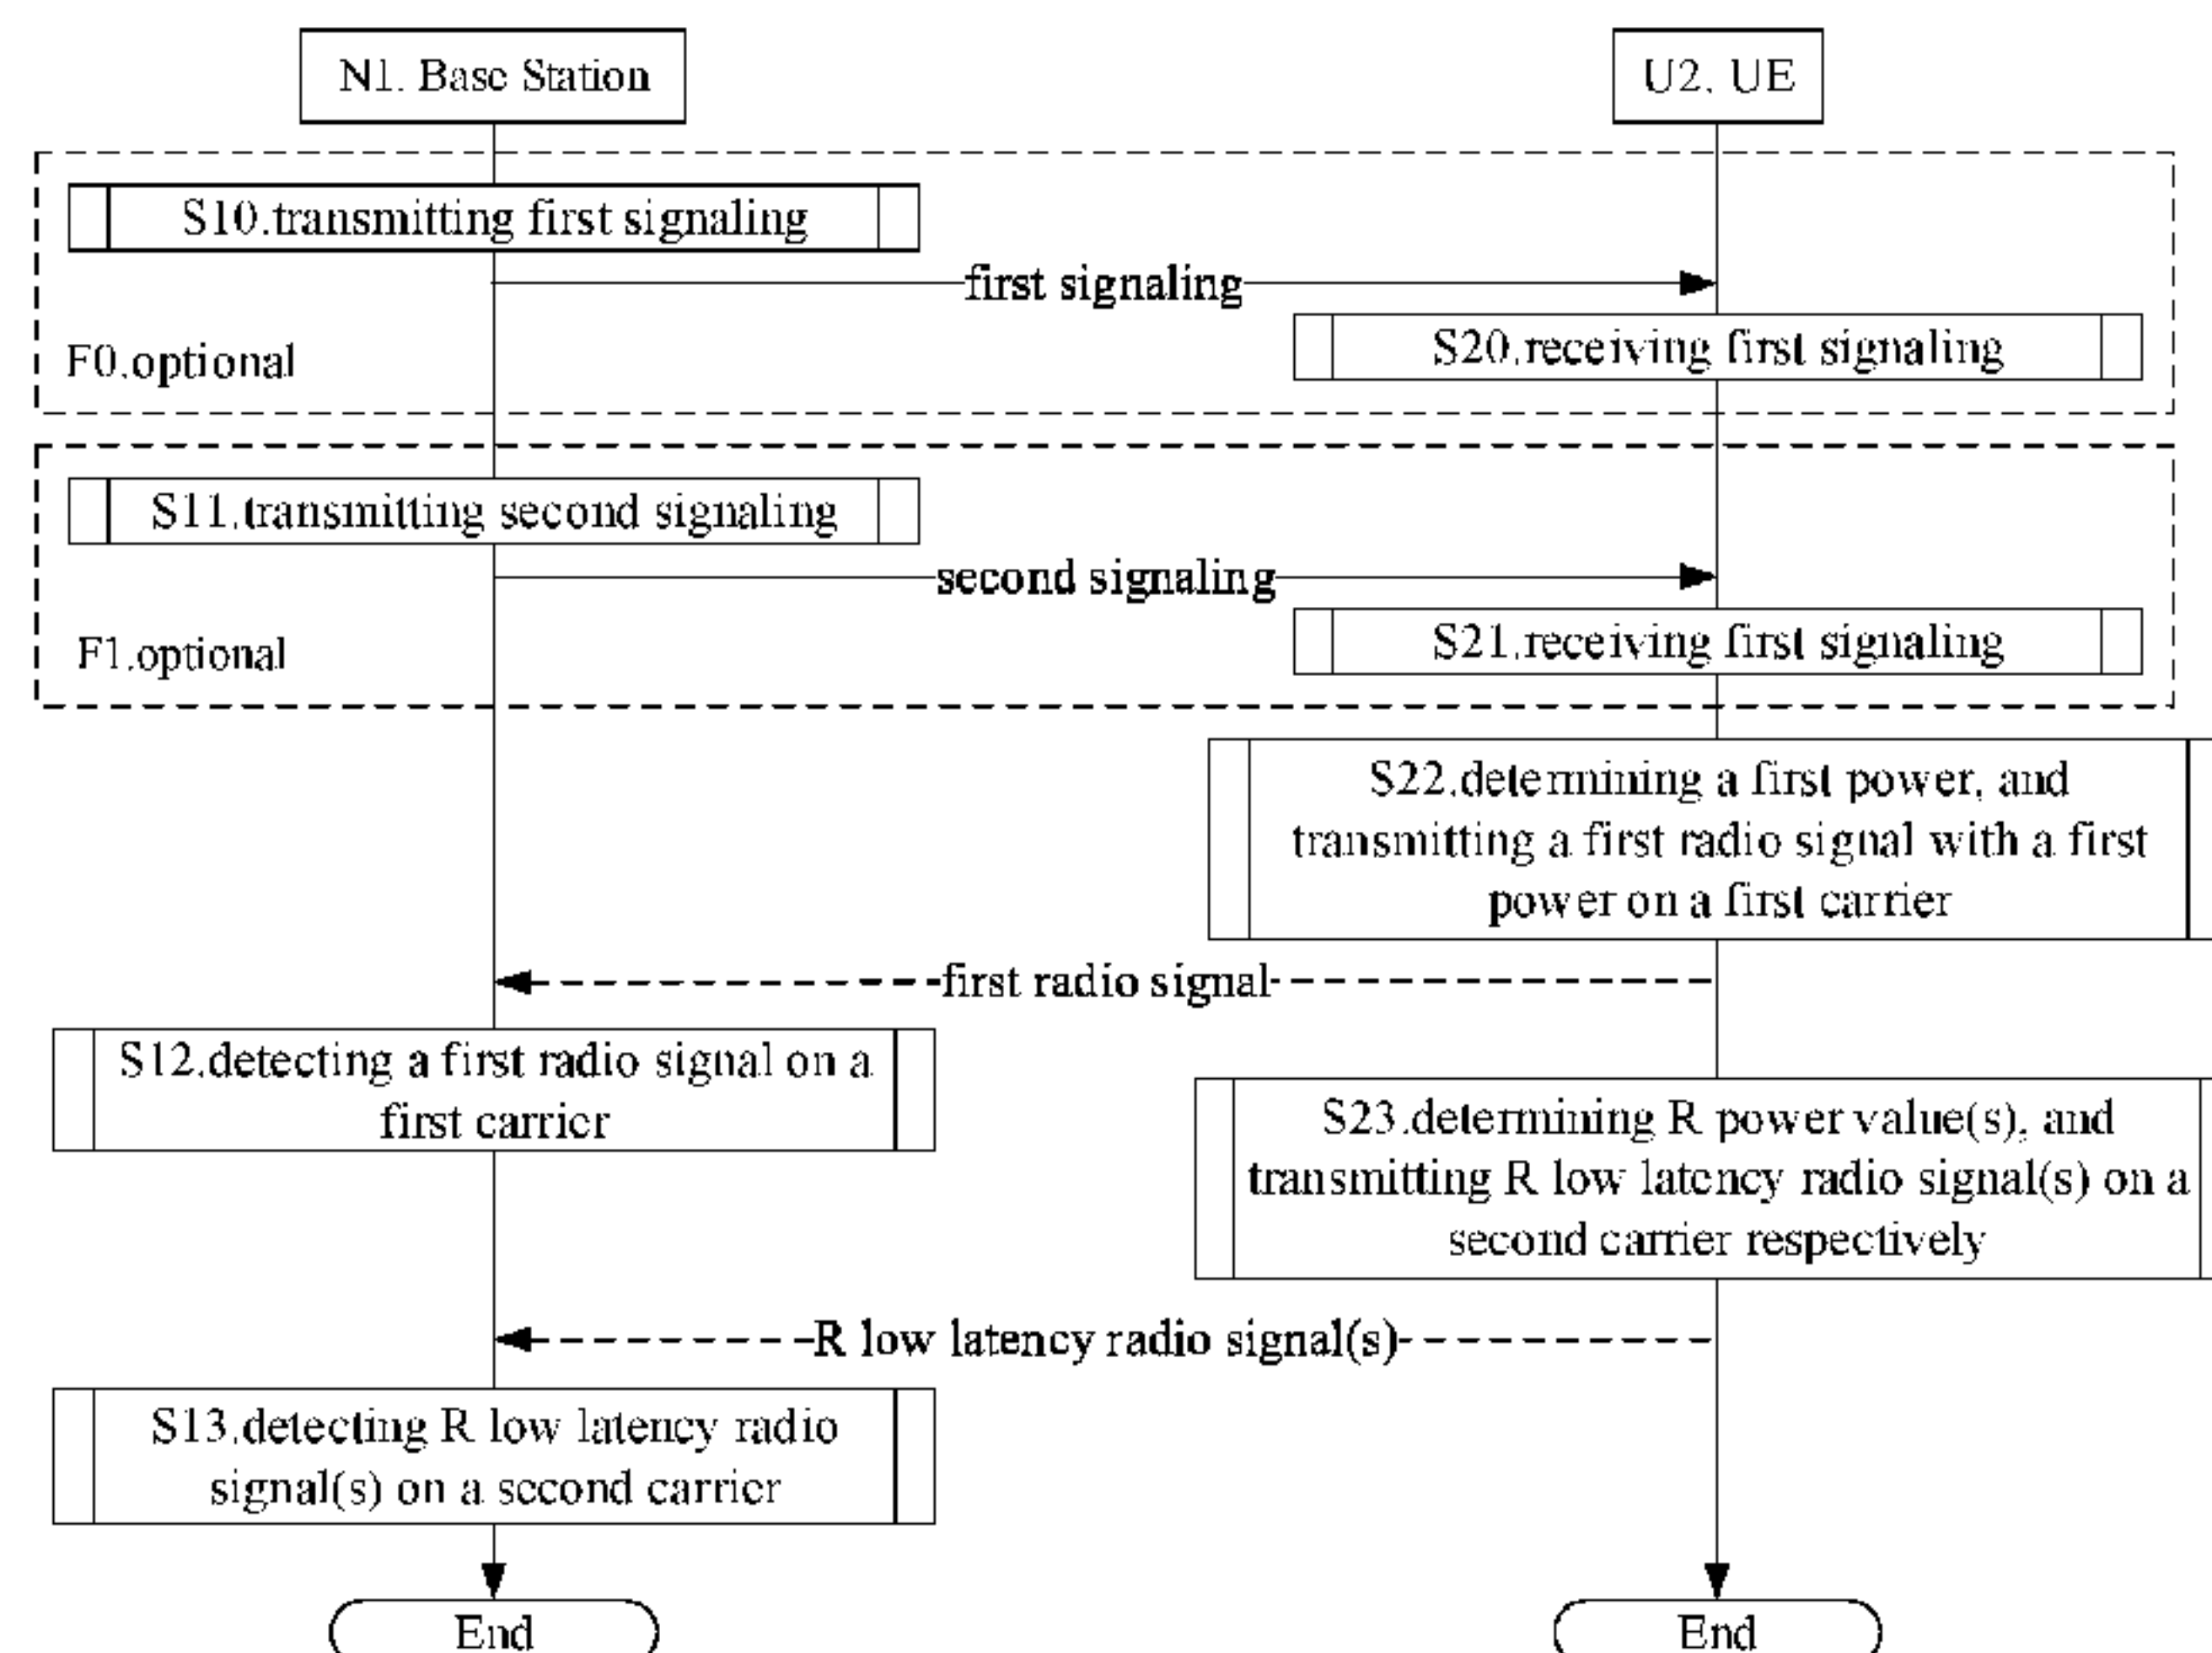 N1. Base Station
U2. UE
S10.transmitting first signaling
first signaling
S20.receiving first signaling
F0.optional
S11.transmitting second signaling
second signaling
S21.receiving first signaling
F1.optional
S22.determining a first power, and
transmitting a first radio signal with a first
power on a first carrier
first radio signal
S12.detecting a first radio signal on a
first carrier
S23.determining R power value(s), and
transmitting R low latency radio signal(s) on a
second carrier respectively
R low latency radio signal(s)
S13.detecting R low latency radio
signal(s) on a second carrier
End
End